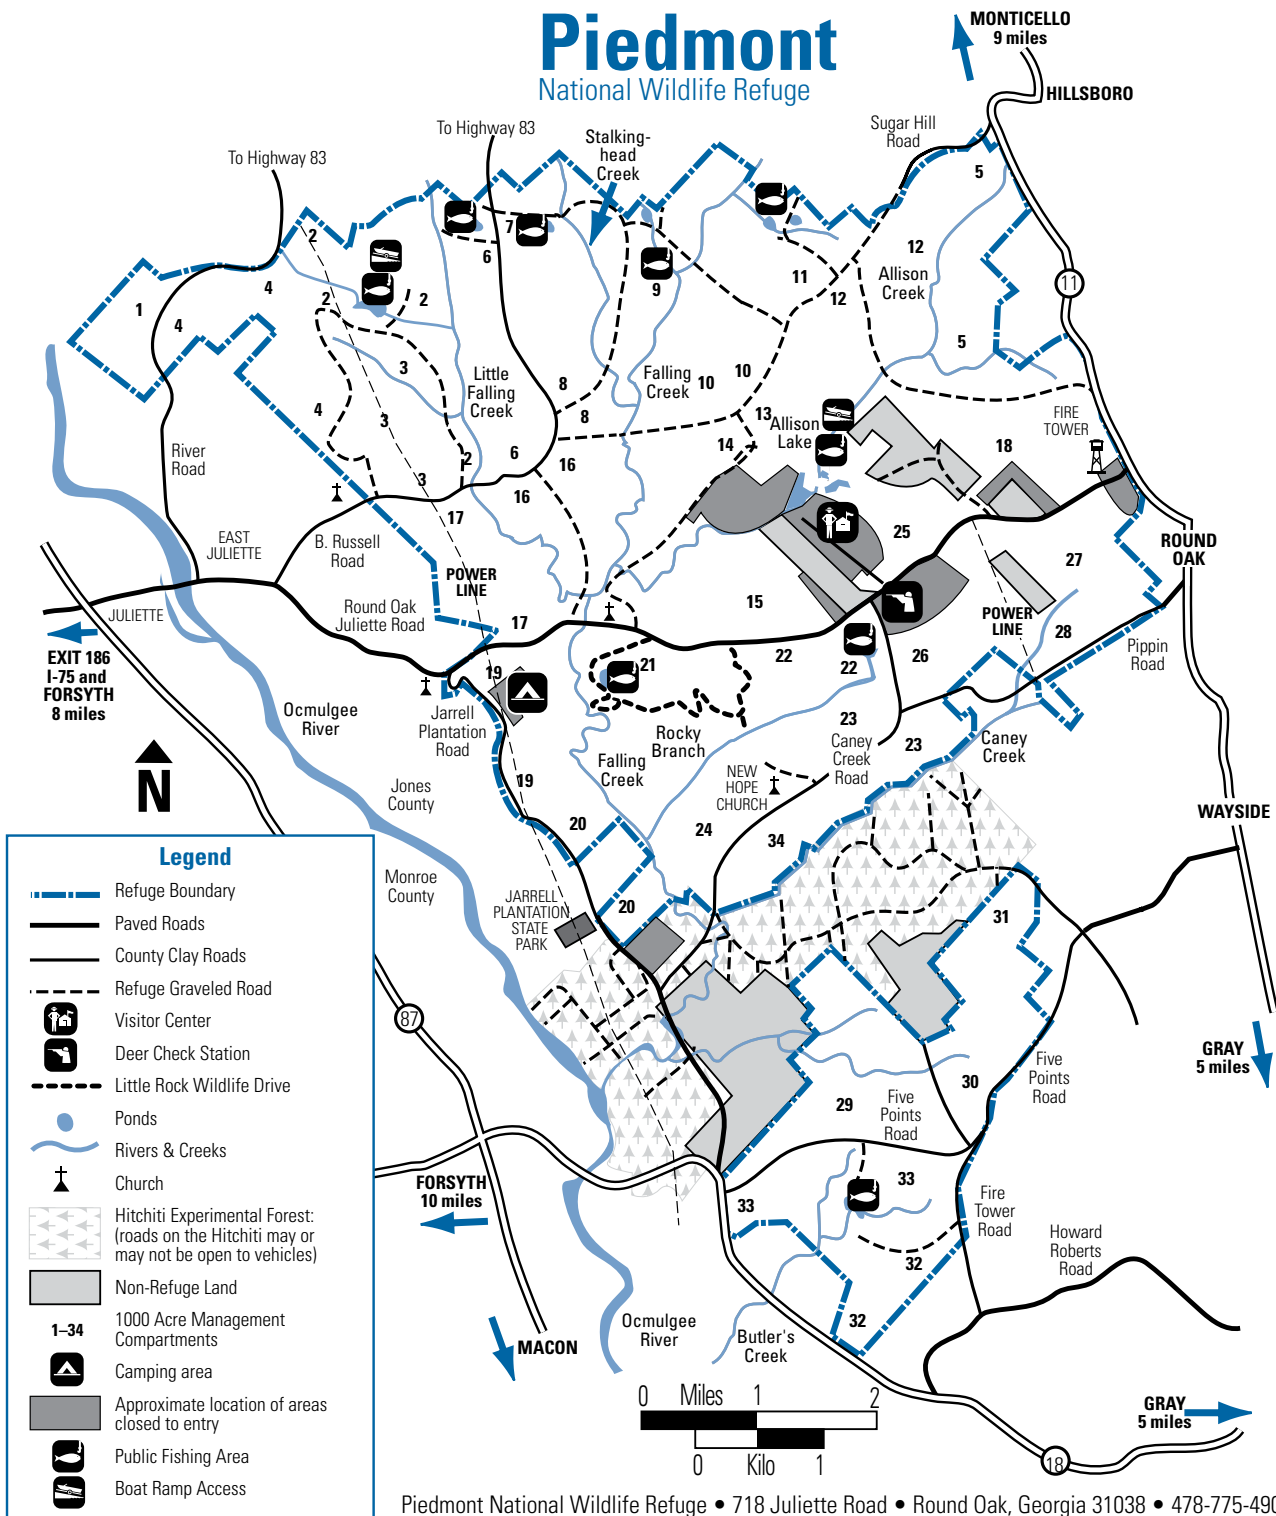 Piedmont
National Wildlife Refuge
MONTICELLO
9 miles
HILLSBORO
Sugar Hill
Road
To Highway 83
To Highway 83
Stalking-
head
Creek
5
2
7
6
12
Allison
Creek
11
12
11
9
1
4
4
2
2
5
3
Little
Falling
Creek
8
8
Falling
Creek
10
10
4
3
13
Allison
Lake
14
FIRE
TOWER
18
River
Road
2
6
3
16
16
17
25
ROUND
OAK
EAST
JULIETTE
B. Russell
Road
POWER
LINE
27
JULIETTE
Round Oak
Juliette Road
17
15
POWER
LINE
28
Pippin
Road
EXIT 186
I-75 and
FORSYTH
8 miles
19
21
22
22
26
Ocmulgee
River
Jarrell
Plantation
Road
Rocky
Branch
23
Caney
Creek
Road
23
Caney
Creek
N
Jones
County
19
Falling
Creek
NEW
HOPE
CHURCH
WAYSIDE
20
24
34
Monroe
County
JARRELL
PLANTATION
STATE
PARK
20
31
87
GRAY
5 miles
Five
Points
Road
30
29
Five
Points
Road
FORSYTH
10 miles
33
33
Fire
Tower
Road
Howard
Roberts
Road
32
32
Ocmulgee
River
Butler's
Creek
MACON
GRAY
5 miles
18
0 Miles 1 2
0 Kilo 1
Legend
Refuge Boundary
Paved Roads
County Clay Roads
Refuge Graveled Road
Visitor Center
Deer Check Station
Little Rock Wildlife Drive
Ponds
Rivers & Creeks
Church
Hitchiti Experimental Forest:
(roads on the Hitchiti may or
may not be open to vehicles)
Non-Refuge Land
1–34 1000 Acre Management
Compartments
Camping area
Approximate location of areas
closed to entry
Public Fishing Area
Boat Ramp Access
Piedmont National Wildlife Refuge • 718 Juliette Road • Round Oak, Georgia 31038 • 478-775-490